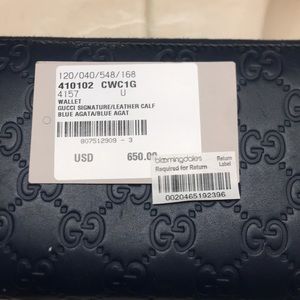 120/040/548/168
410102 CWC1G
4157 U
WALLET
GUCCI SIGNATURE/LEATHER CALF
BLUE AGATA/BLUE AGAT
807512909 - 3
USD 650.00
bloomingdales Return
Required for Return Label
0020465192396